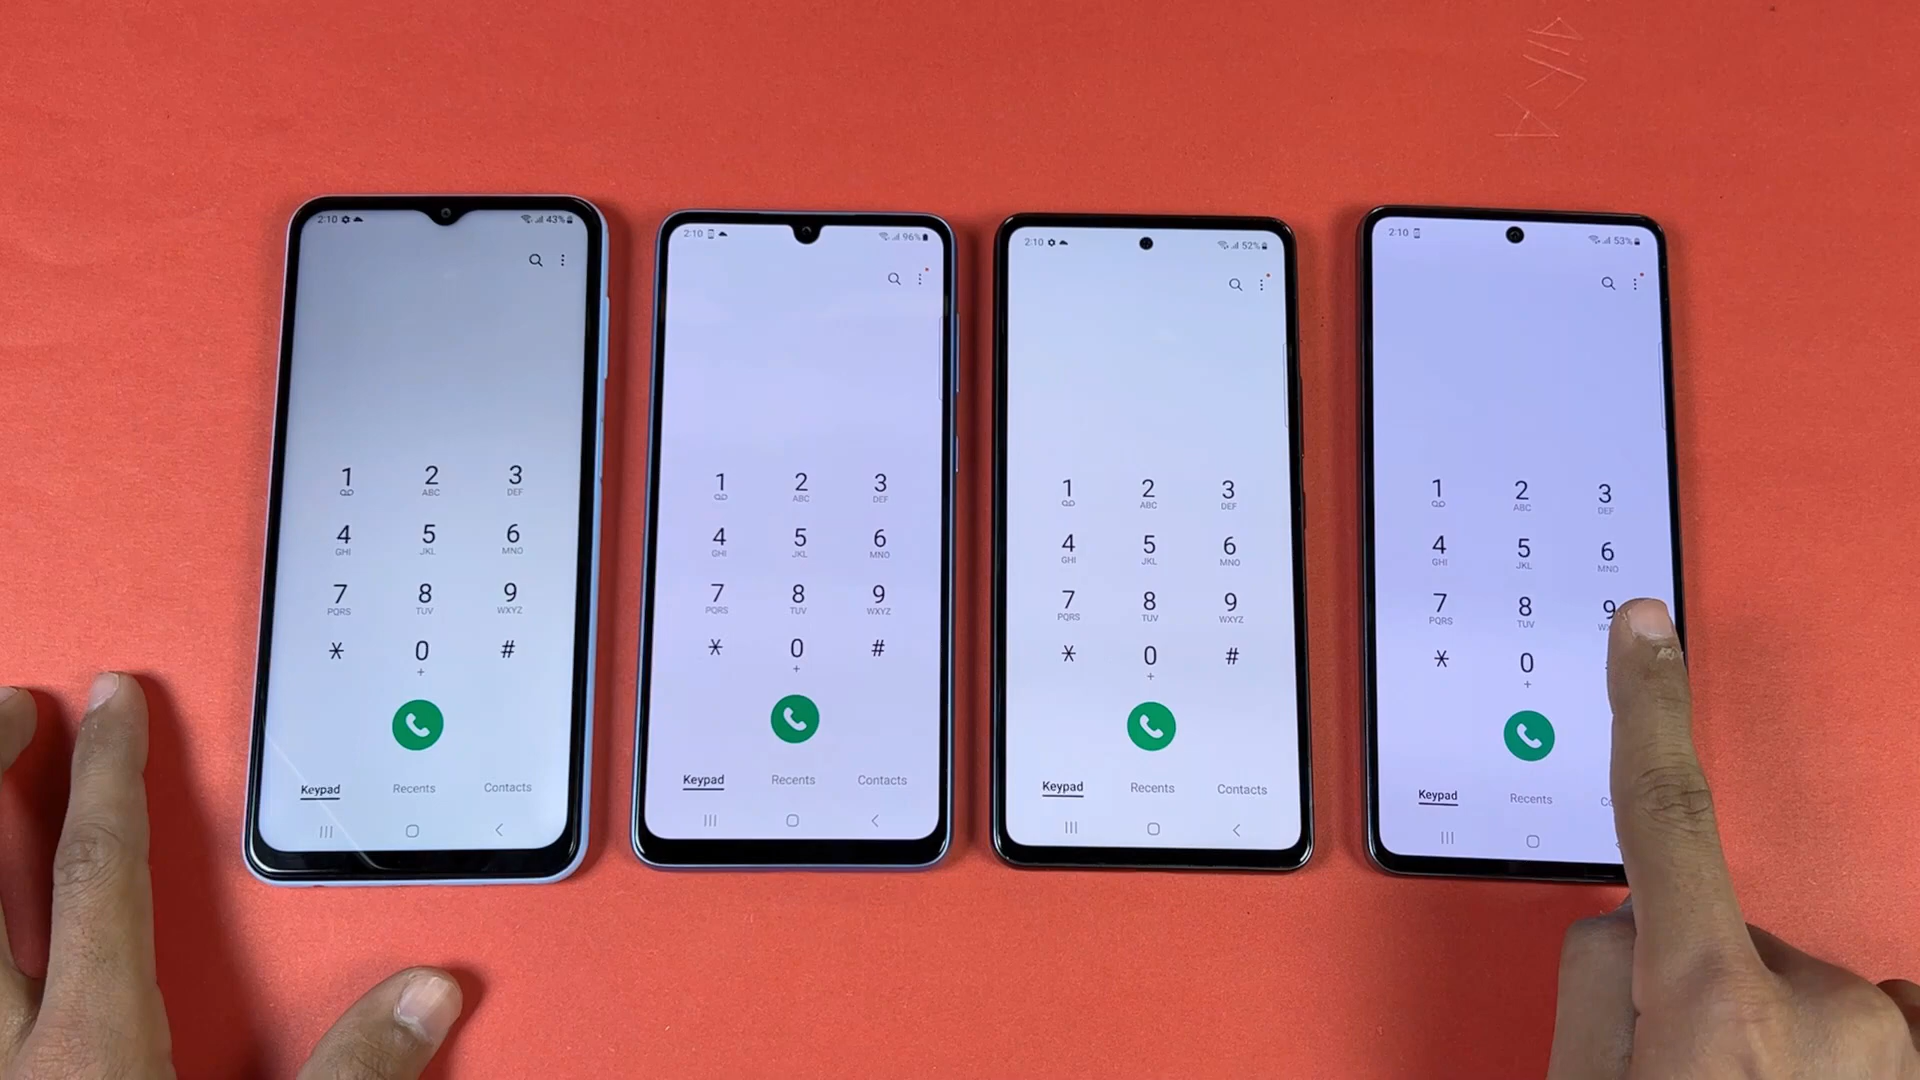 2:10 43%
1 2 3
ABC DEF
4 5 6
GHI JKL MNO
7 8 9
PQRS TUV WXYZ
* 0 #
+
Keypad Recents Contacts
2:10 96%
1 2 3
ABC DEF
4 5 6
GHI JKL MNO
7 8 9
PQRS TUV WXYZ
* 0 #
+
Keypad Recents Contacts
2:10 52%
1 2 3
ABC DEF
4 5 6
GHI JKL MNO
7 8 9
PQRS TUV WXYZ
* 0 #
+
Keypad Recents Contacts
2:10 53%
1 2 3
ABC DEF
4 5 6
GHI JKL MNO
7 8 9
PQRS TUV
* 0
+
Keypad Recents